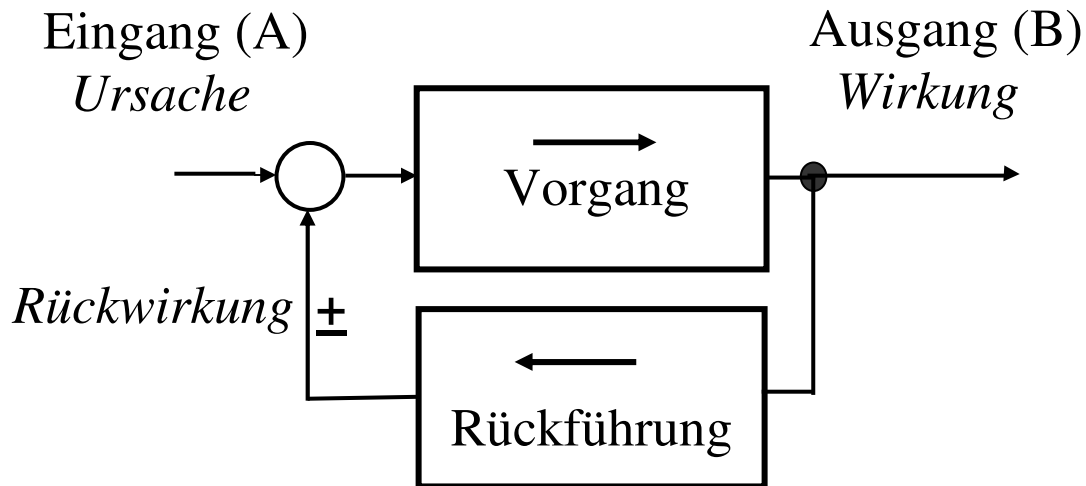 Eingang (A)
Ursache
Ausgang (B)
Wirkung
Vorgang
Rückwirkung ±
Rückführung